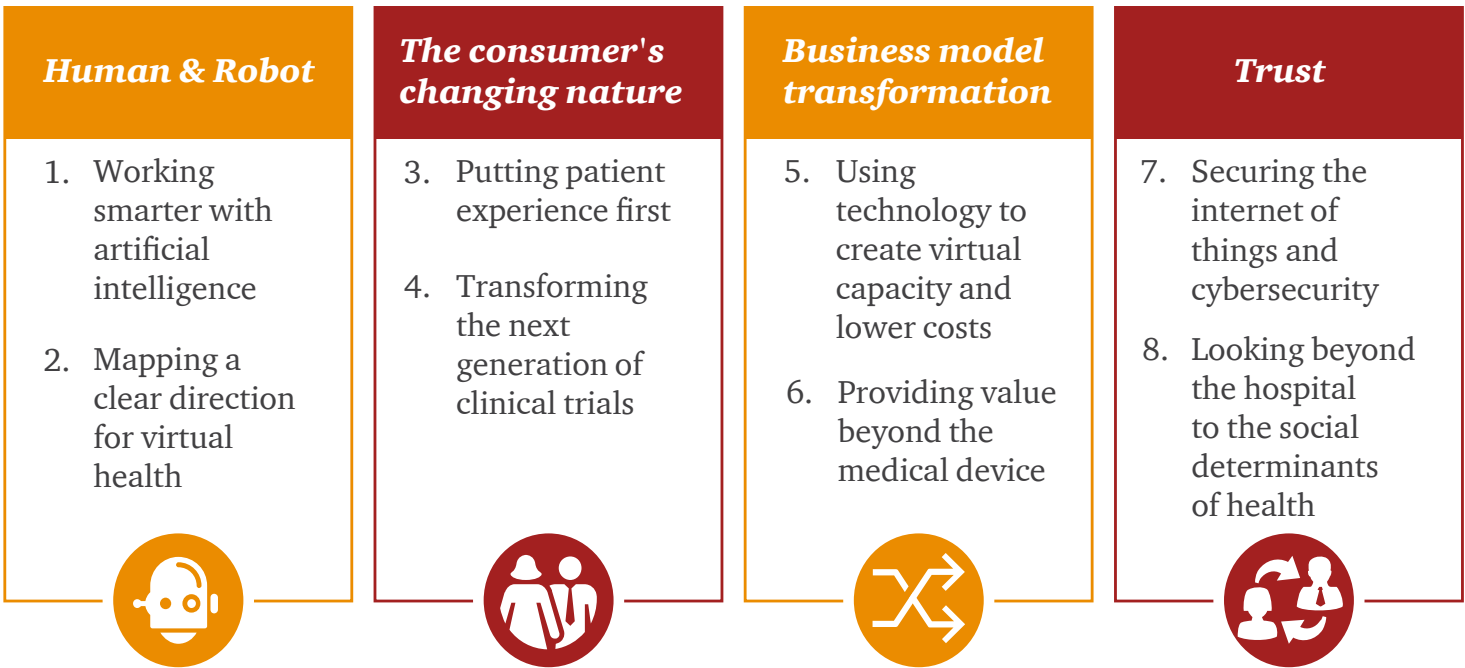 Human & Robot
1. Working
smarter with
artificial
intelligence
2. Mapping a
clear direction
for virtual
health
The consumer's
changing nature
3. Putting patient
experience first
4. Transforming
the next
generation of
clinical trials
Business model
transformation
5. Using
technology to
create virtual
capacity and
lower costs
6. Providing value
beyond the
medical device
Trust
7. Securing the
internet of
things and
cybersecurity
8. Looking beyond
the hospital
to the social
determinants
of health